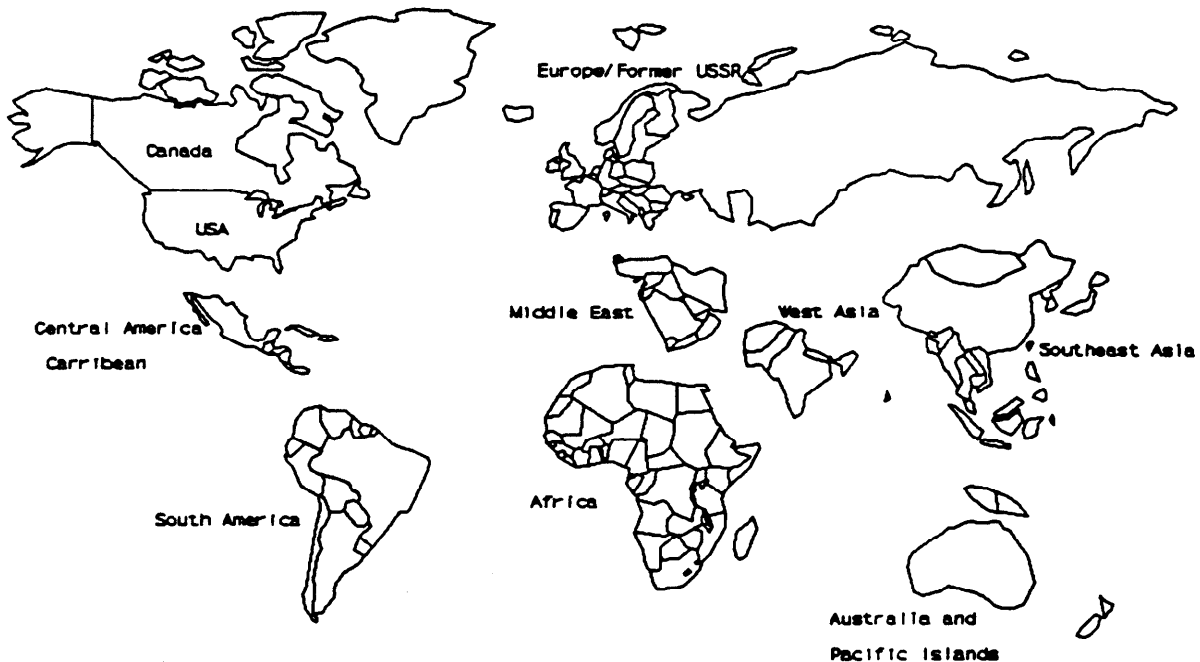 Europe/Former USSR
Canada
USA
Middle East
West Asia
Central America
Carribean
Southeast Asia
Africa
South America
Australia and
Pacific Islands